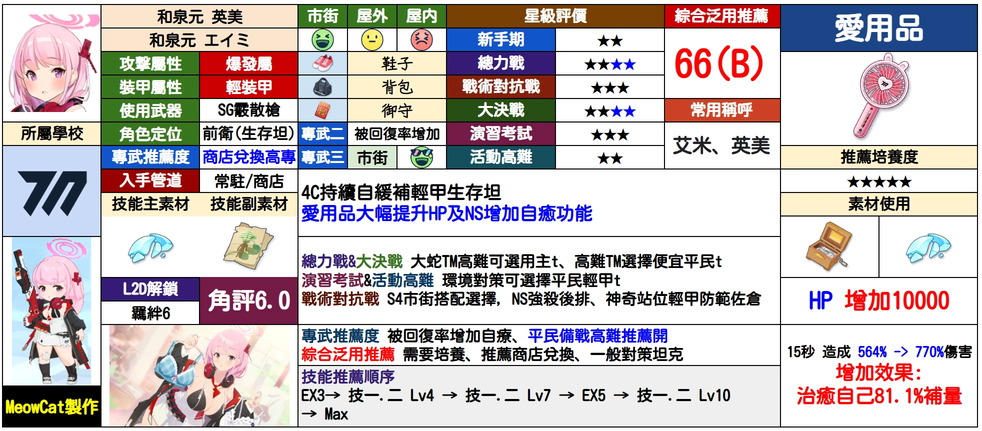 和泉元 英美
和泉元 エイミ
市街 屋外 屋内
星級評價
綜合泛用推薦
愛用品
新手期 ★★
攻擊屬性 爆發屬
鞋子
總力戰 ★★★★
66(B)
裝甲屬性 輕裝甲
背包
戰術對抗戰 ★★★
使用武器 SG霰散槍
御守
大決戰 ★★★★
常用稱呼
所屬學校
角色定位 前衛(生存坦)
專武二 被回復率增加
演習考試 ★★★
艾米、英美
專武推薦度 商店兌換高專
專武三 市街
活動高難 ★★
推薦培養度
入手管道 常駐/商店
★★★★★
技能主素材 技能副素材
4C持續自緩補輕甲生存坦
愛用品大幅提升HP及NS增加自癒功能
素材使用
總力戰&大決戰 大蛇TM高難可選用主t、高難TM選擇便宜平民t
演習考試&活動高難 環境對策可選擇平民輕甲t
戰術對抗戰 S4市街搭配選擇，NS強殺後排、神奇站位輕甲防範佐倉
L2D解鎖
羈絆6
角評6.0
HP 增加10000
專武推薦度 被回復率增加自療、平民備戰高難推薦開
綜合泛用推薦 需要培養、推薦商店兌換、一般對策坦克
技能推薦順序
EX3→ 技一.二 Lv4 → 技一.二 Lv7 → EX5 → 技一.二 Lv10
→ Max
15秒 造成 564% -> 770%傷害
增加效果:
治癒自己81.1%補量
MeowCat製作